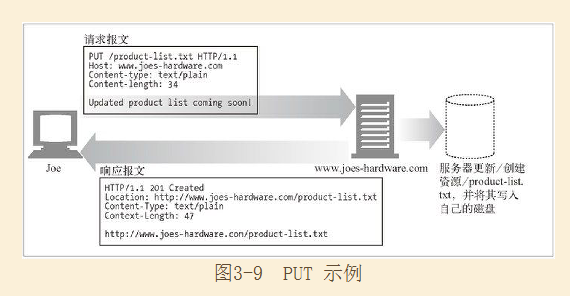 请求报文
PUT /product-list.txt HTTP/1.1
Host: www.joes-hardware.com
Content-type: text/plain
Content-length: 34
Updated product list coming soon!
Joe
www.joes-hardware.com
服务器更新/创建
资源/product-list.
txt，并将其写入
自己的磁盘
响应报文
HTTP/1.1 201 Created
Location: http://www.joes-hardware.com/product-list.txt
Content-Type: text/plain
Context-Length: 47
http://www.joes-hardware.com/product-list.txt
图3-9 PUT 示例